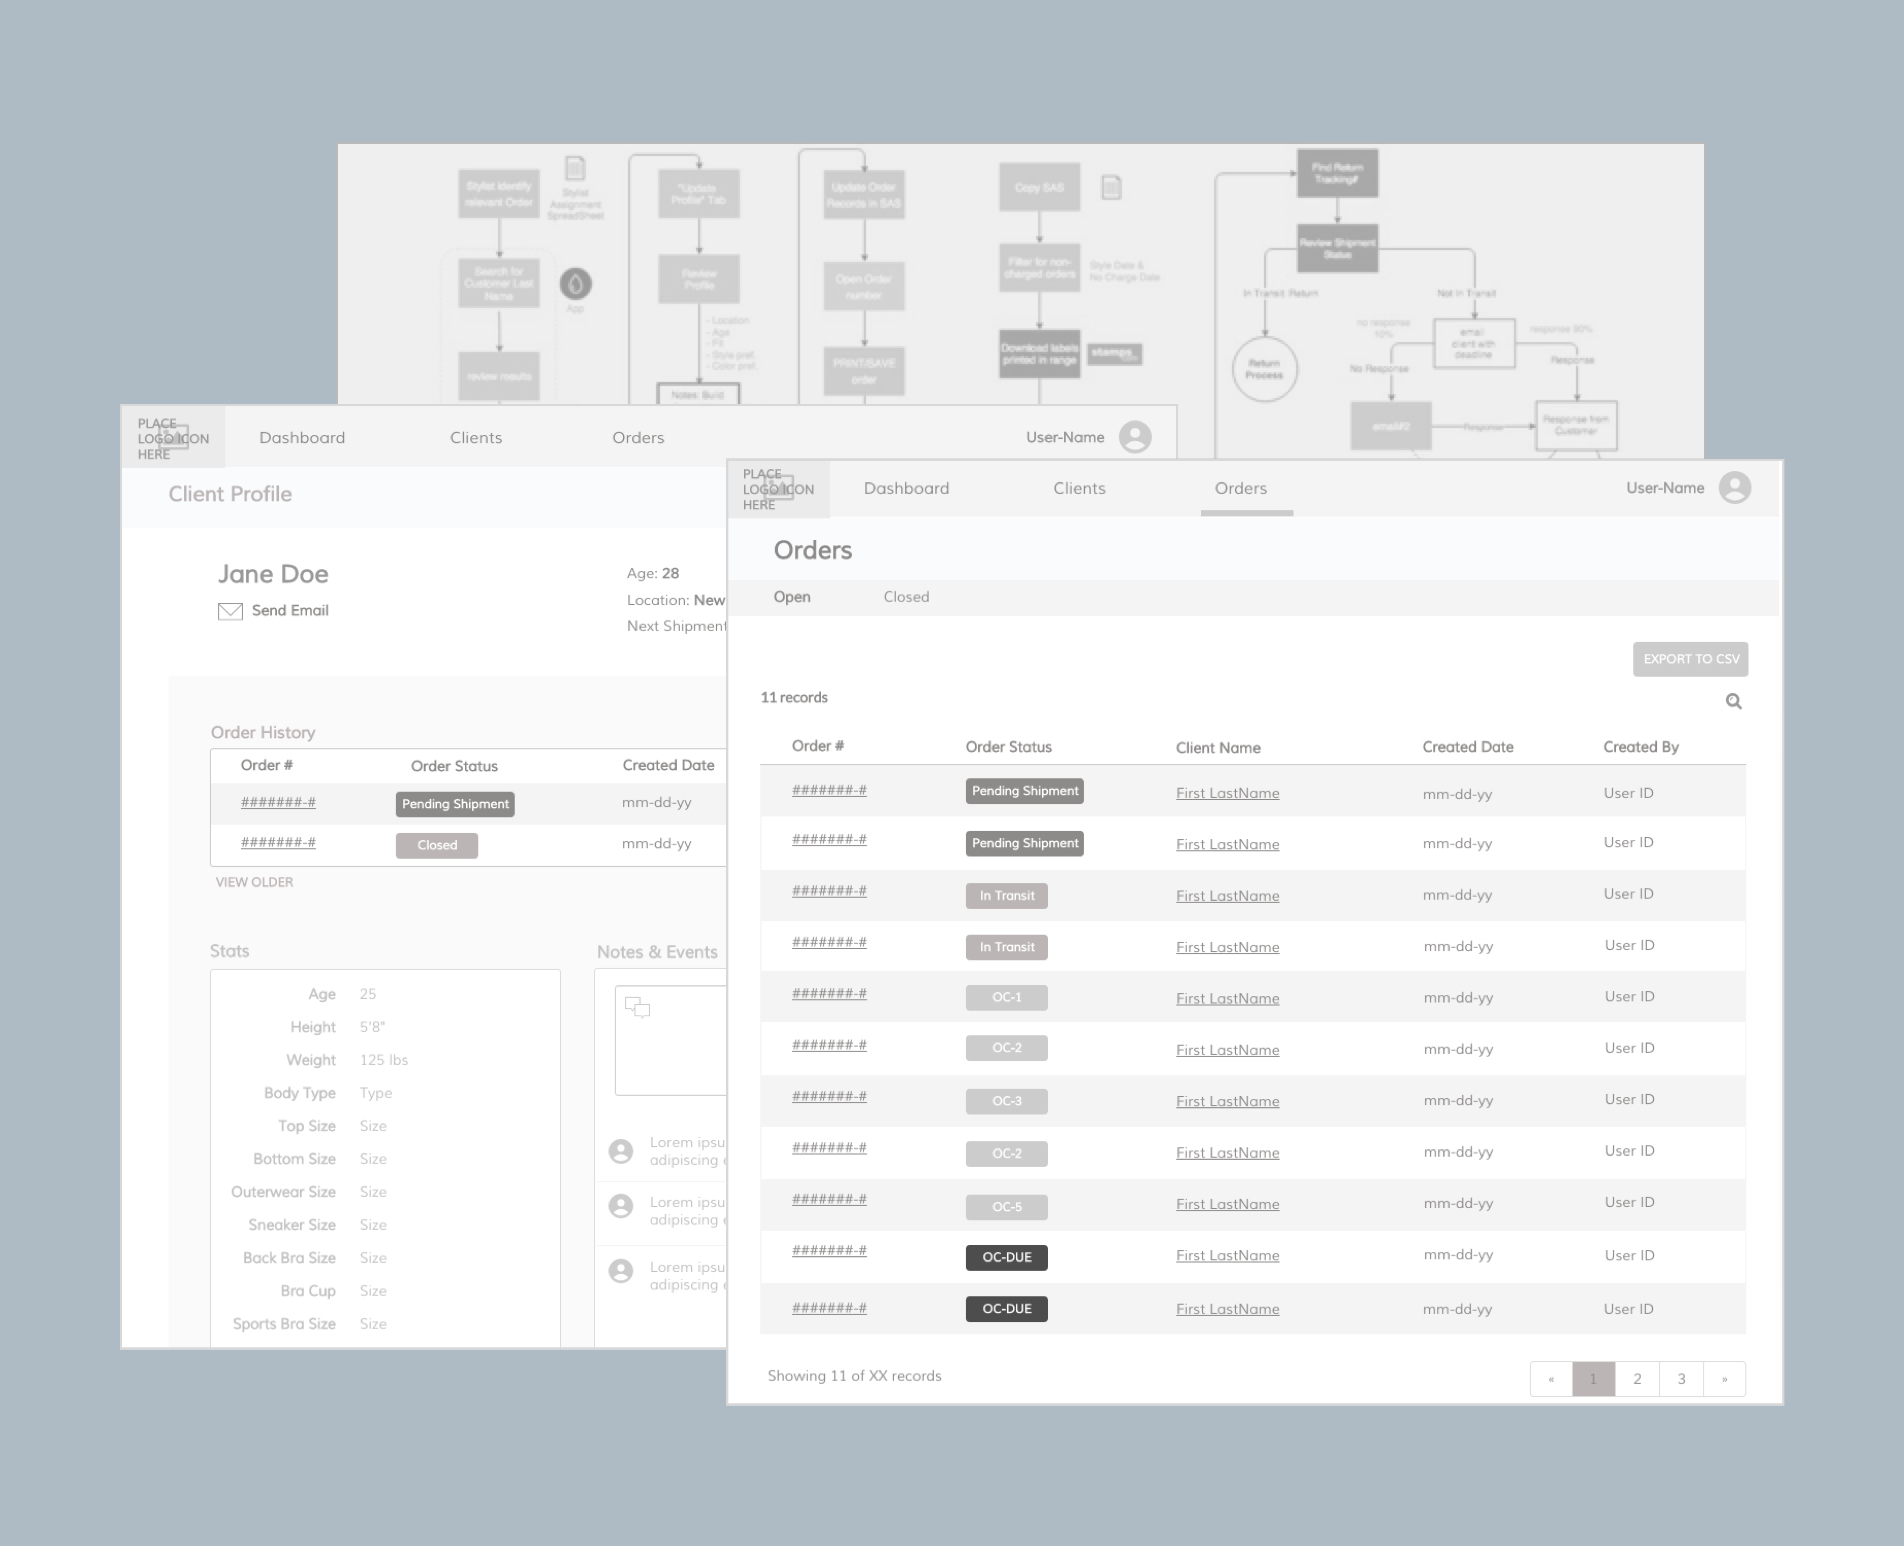 Stylist identify
relevant Order
Stylist
Assignment
SpreadSheet
Search for
Customer Last
Name
App
review results
"Update
Profile" Tab
Review
Profile
- Location
- Age
- Fit
- Style pref.
- Color pref.
Notes: Build
Update Order
Records in SAS
Open Order
number
PRINT/SAVE
order
Copy SAS
Filter for non-
charged orders
Style Date &
No Charge Date
Download labels
printed in range
stamps
Find Return
Tracking#
Review Shipment
Status
In Transit Return
Not In Transit
Return
Process
no response
10%
email
client with
deadline
response 90%
No Response
Response
email#2
Response
Response from
Customer
PLACE
LOGO ICON
HERE
Dashboard
Clients
Orders
User-Name
Client Profile
Jane Doe
Send Email
Age: 28
Location: New
Next Shipment
Order History
Order # Order Status Created Date
#######-# Pending Shipment mm-dd-yy
#######-# Closed mm-dd-yy
VIEW OLDER
Stats
Age 25
Height 5'8"
Weight 125 lbs
Body Type Type
Top Size Size
Bottom Size Size
Outerwear Size Size
Sneaker Size Size
Back Bra Size Size
Bra Cup Size
Sports Bra Size Size
Notes & Events
Lorem ipsu
adipiscing e
Lorem ipsu
adipiscing e
Lorem ipsu
adipiscing e
PLACE
LOGO ICON
HERE
Dashboard
Clients
Orders
User-Name
Orders
Open Closed
EXPORT TO CSV
11 records
Order # Order Status Client Name Created Date Created By
#######-# Pending Shipment First LastName mm-dd-yy User ID
#######-# Pending Shipment First LastName mm-dd-yy User ID
#######-# In Transit First LastName mm-dd-yy User ID
#######-# In Transit First LastName mm-dd-yy User ID
#######-# OC-1 First LastName mm-dd-yy User ID
#######-# OC-2 First LastName mm-dd-yy User ID
#######-# OC-3 First LastName mm-dd-yy User ID
#######-# OC-2 First LastName mm-dd-yy User ID
#######-# OC-5 First LastName mm-dd-yy User ID
#######-# OC-DUE First LastName mm-dd-yy User ID
#######-# OC-DUE First LastName mm-dd-yy User ID
Showing 11 of XX records
« 1 2 3 »